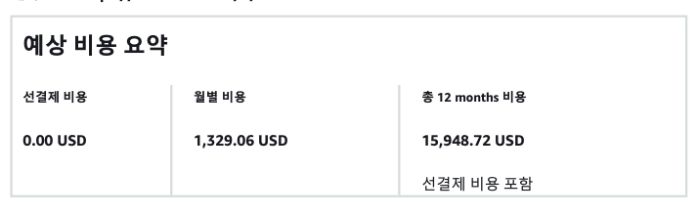 예상 비용 요약
선결제 비용
월별 비용
총 12 months 비용
0.00 USD
1,329.06 USD
15,948.72 USD
선결제 비용 포함